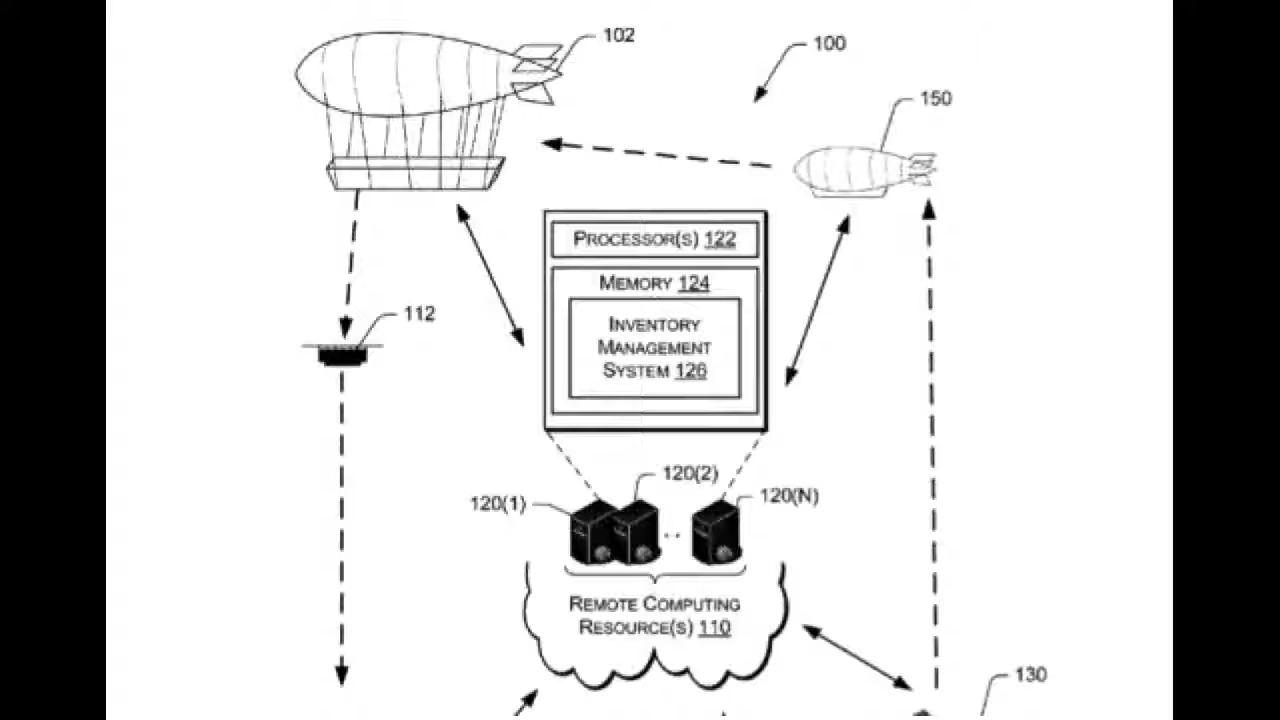 102
100
150
PROCESSOR(S) 122
MEMORY 124
INVENTORY
MANAGEMENT
SYSTEM 126
112
120(1)
120(2)
120(N)
REMOTE COMPUTING
RESOURCE(S) 110
130